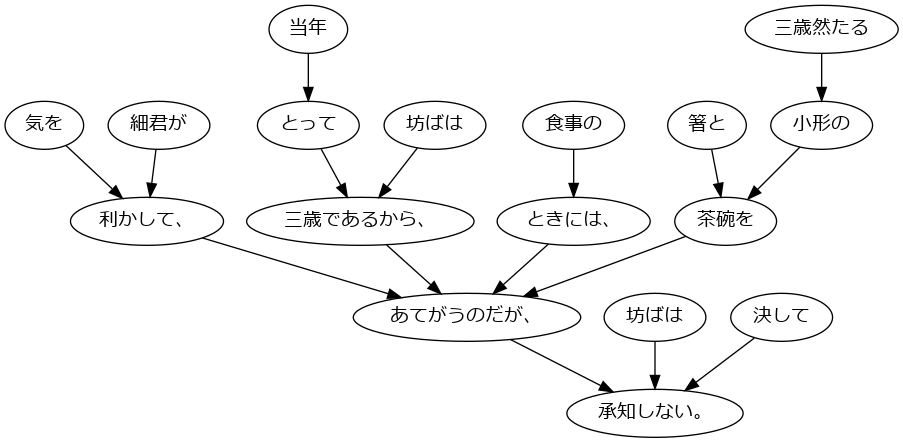 当年
三歳然たる
気を
細君が
とって
坊ばは
食事の
箸と
小形の
利かして、
三歳であるから、
ときには、
茶碗を
あてがうのだが、
坊ばは
決して
承知しない。